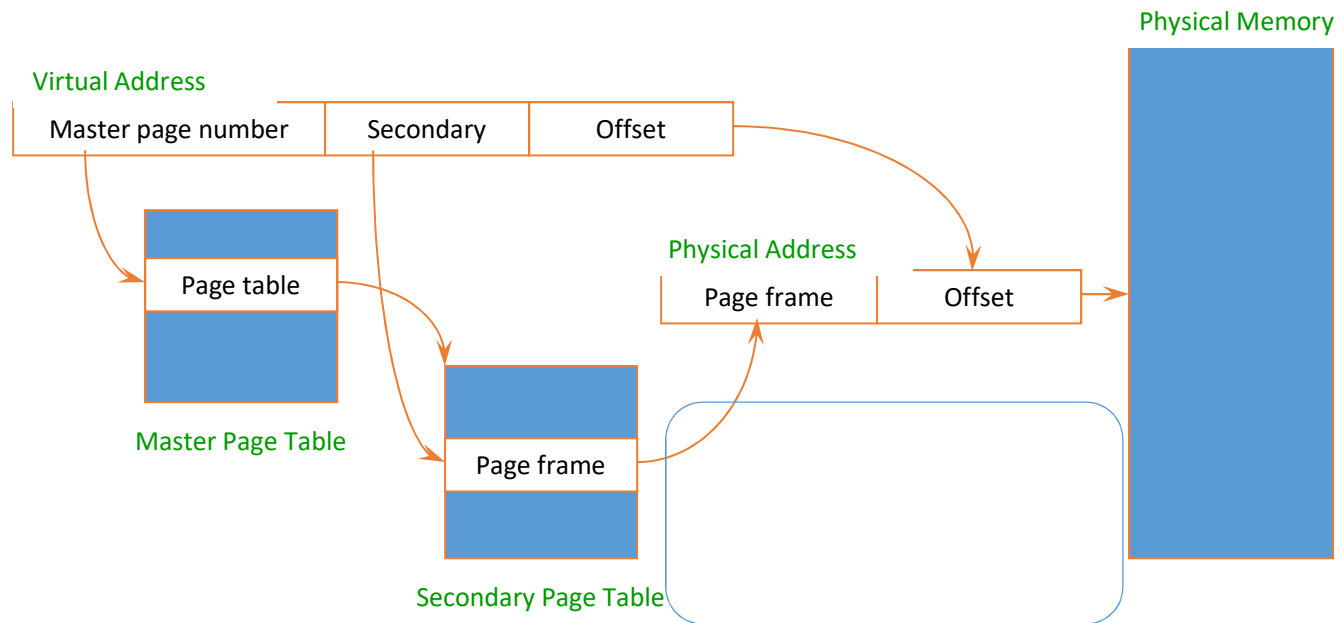 Physical Memory
Virtual Address
Master page number
Secondary
Offset
Physical Address
Page table
Page frame
Offset
Master Page Table
Page frame
Secondary Page Table